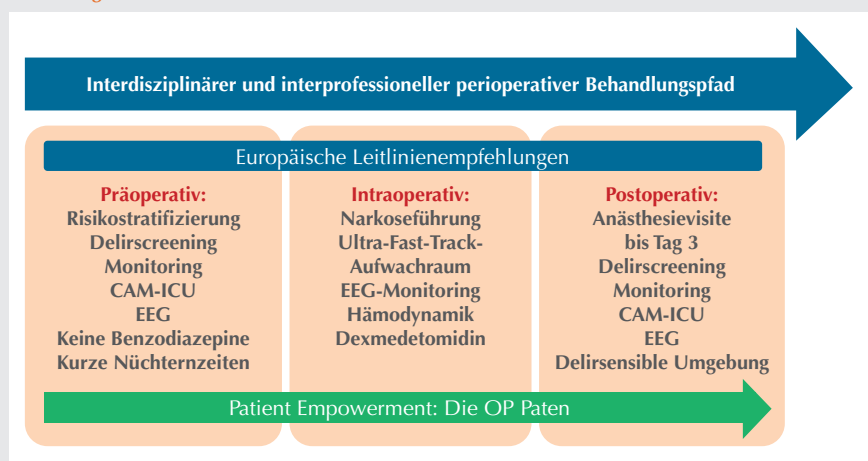 Interdisziplinärer und interprofessioneller perioperativer Behandlungspfad
Europäische Leitlinienempfehlungen
Präoperativ:
Risikostratifizierung
Delirscreening
Monitoring
CAM-ICU
EEG
Keine Benzodiazepine
Kurze Nüchternzeiten
Intraoperativ:
Narkoseführung
Ultra-Fast-Track-
Aufwachraum
EEG-Monitoring
Hämodynamik
Dexmedetomidin
Postoperativ:
Anästhesievisite
bis Tag 3
Delirscreening
Monitoring
CAM-ICU
EEG
Delirsensible Umgebung
Patient Empowerment: Die OP Paten